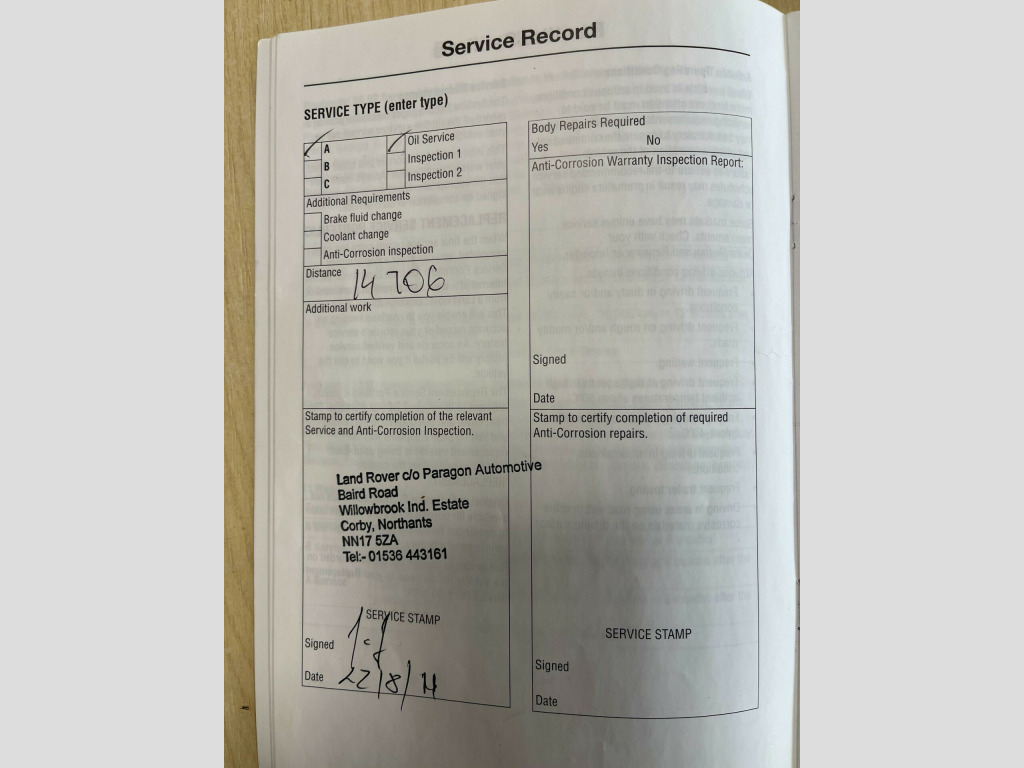 Service Record
SERVICE TYPE (enter type)
A
B
C
Oil Service
Inspection 1
Inspection 2
Additional Requirements
Brake fluid change
Coolant change
Anti-Corrosion inspection
Distance 14 706
Additional work
Stamp to certify completion of the relevant
Service and Anti-Corrosion Inspection.
Land Rover c/o Paragon Automotive
Baird Road
Willowbrook Ind. Estate
Corby, Northants
NN17 5ZA
Tel:- 01536 443161
SERVICE STAMP
Signed
Date 22/8/11
Body Repairs Required
Yes No
Anti-Corrosion Warranty Inspection Report:
Signed
Date
Stamp to certify completion of required
Anti-Corrosion repairs.
SERVICE STAMP
Signed
Date